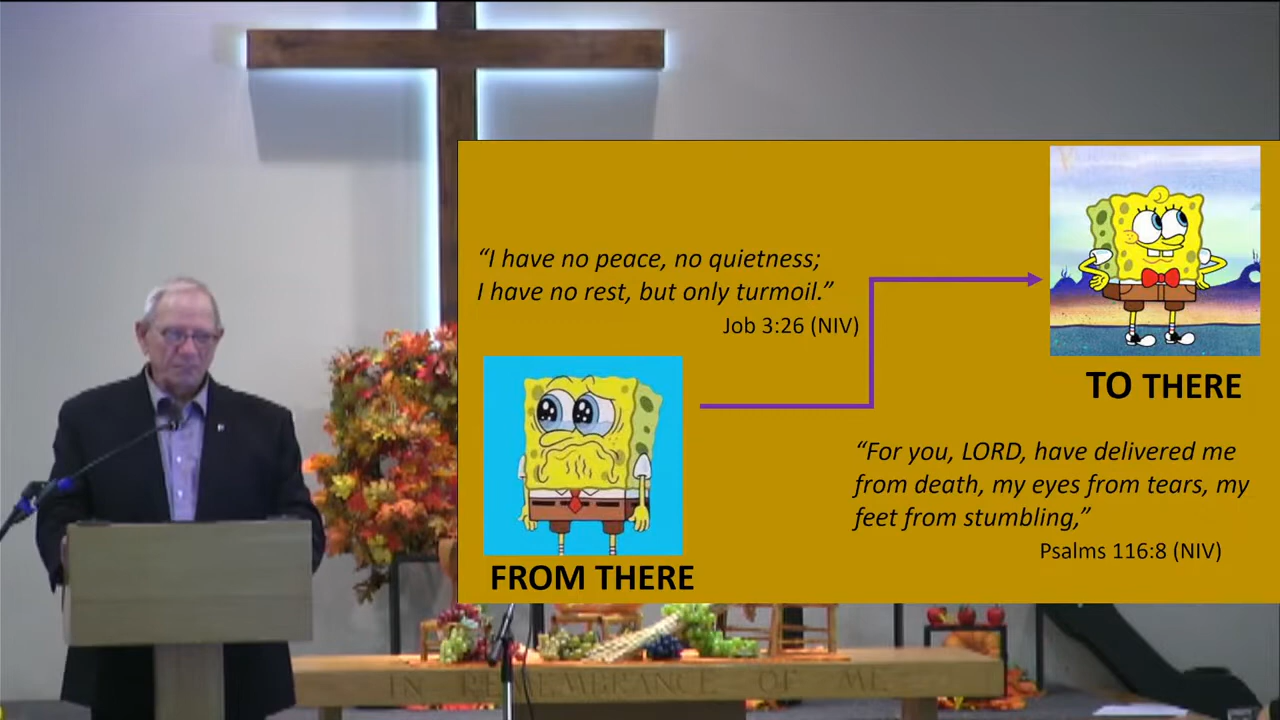 “I have no peace, no quietness;
I have no rest, but only turmoil.”
Job 3:26 (NIV)
FROM THERE
TO THERE
“For you, LORD, have delivered me
from death, my eyes from tears, my
feet from stumbling,”
Psalms 116:8 (NIV)
IN REMEMBRANCE OF ME